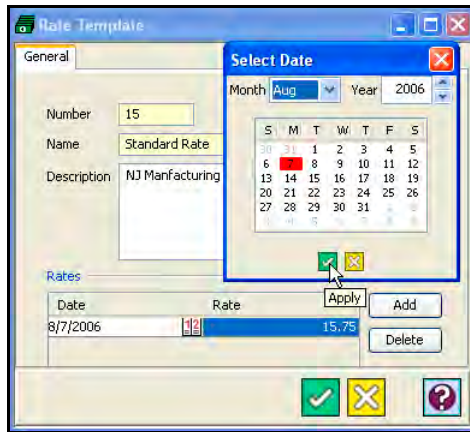 Rate Template
General
Select Date
Month Aug Year 2006
S M T W T F S
30 31 1 2 3 4 5
6 7 8 9 10 11 12
13 14 15 16 17 18 19
20 21 22 23 24 25 26
27 28 29 30 31
Number 15
Name Standard Rate
Description NJ Manfacturing
Apply
Rates
Date Rate
8/7/2006 12 15.75
Add
Delete
?